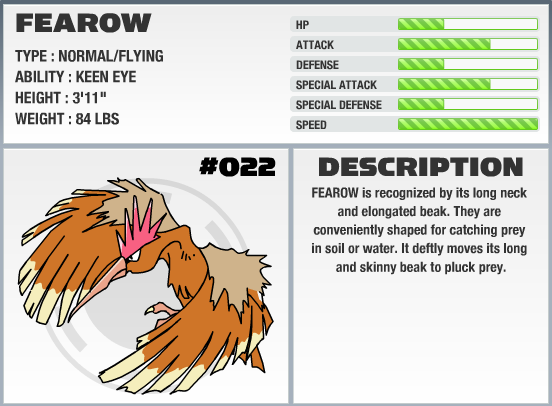 FEAROW
TYPE : NORMAL/FLYING
ABILITY : KEEN EYE
HEIGHT : 3'11"
WEIGHT : 84 LBS
HP
ATTACK
DEFENSE
SPECIAL ATTACK
SPECIAL DEFENSE
SPEED
#022
DESCRIPTION
FEAROW is recognized by its long neck
and elongated beak. They are
conveniently shaped for catching prey
in soil or water. It deftly moves its long
and skinny beak to pluck prey.